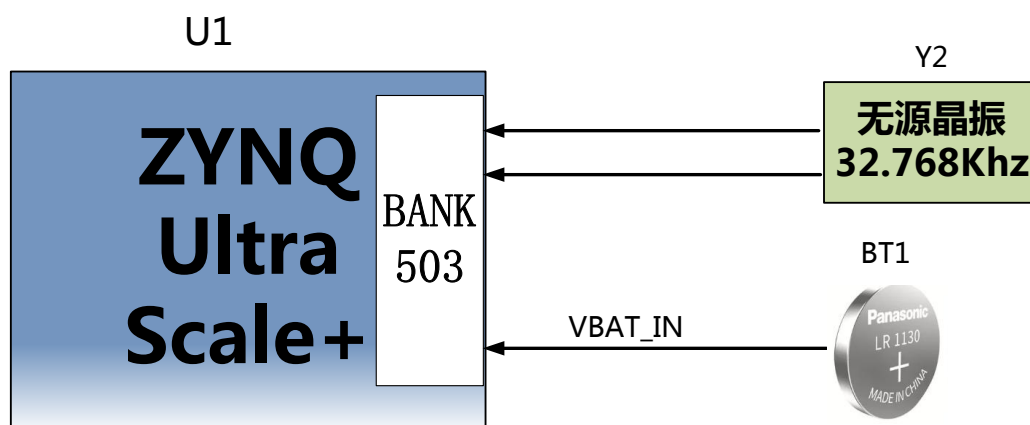 U1
ZYNQ
Ultra
Scale+
BANK
503
Y2
无源晶振
32.768Khz
BT1
VBAT_IN
Panasonic
LR 1130
+
MADE IN CHINA